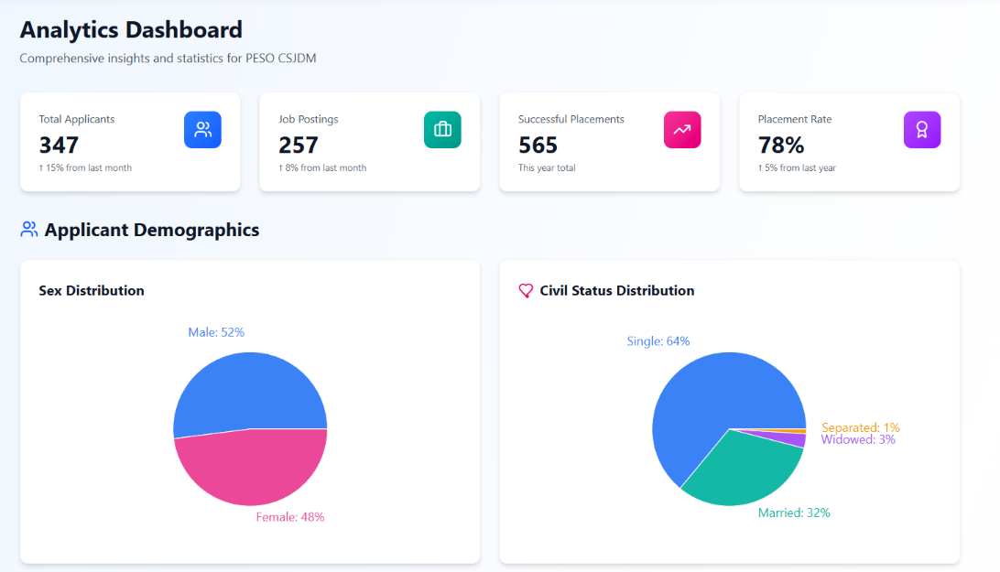 Analytics Dashboard
Comprehensive insights and statistics for PESO CSJDM
Total Applicants
347
↑ 15% from last month
Job Postings
257
↑ 8% from last month
Successful Placements
565
This year total
Placement Rate
78%
↑ 5% from last year
Applicant Demographics
Sex Distribution
Male: 52%
Female: 48%
Civil Status Distribution
Single: 64%
Separated: 1%
Widowed: 3%
Married: 32%